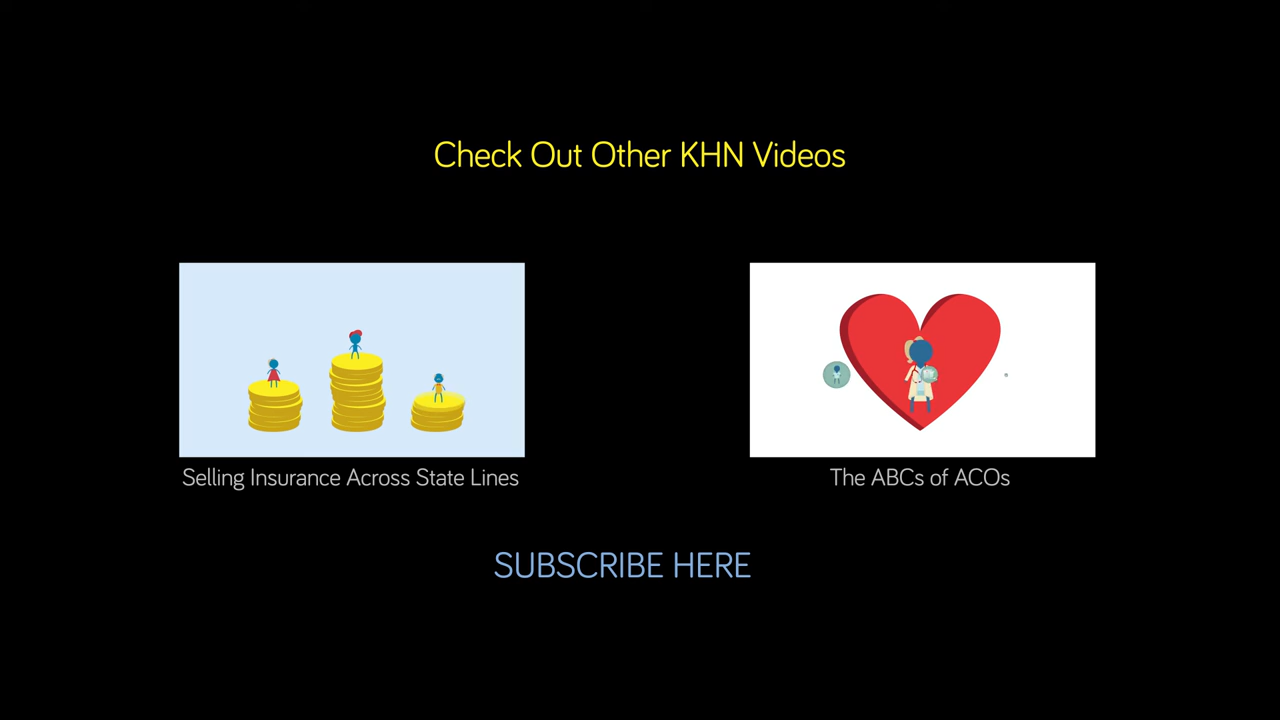 Check Out Other KHN Videos
Selling Insurance Across State Lines
The ABCs of ACOs
SUBSCRIBE HERE